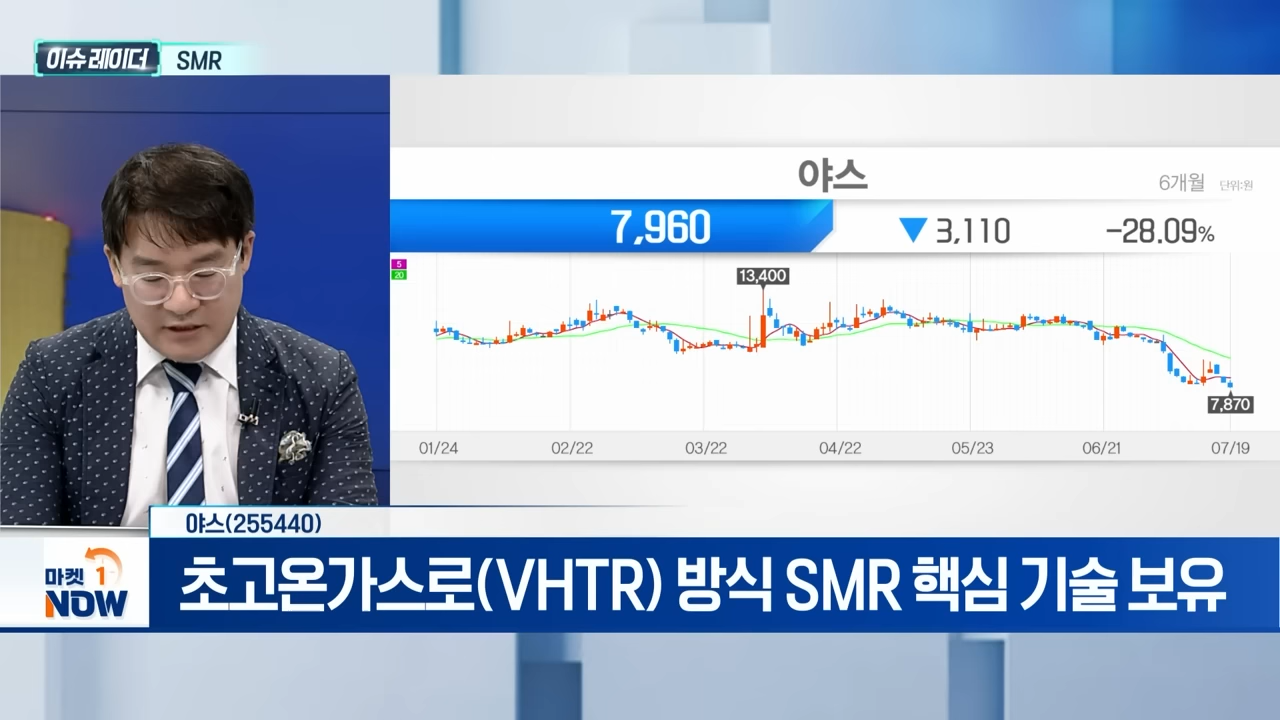 이슈레이더 SMR
야스
6개월 단위:원
7,960 ▼3,110 -28.09%
5
20
13,400
7,870
01/24 02/22 03/22 04/22 05/23 06/21 07/19
야스(255440)
마켓 1
NOW
초고온가스로(VHTR) 방식 SMR 핵심 기술 보유